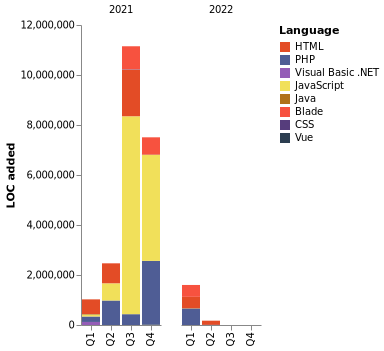 2021 2022
12,000,000
10,000,000
8,000,000
6,000,000
4,000,000
2,000,000
0
LOC added
Q1 Q2 Q3 Q4 Q1 Q2 Q3 Q4
Language
HTML
PHP
Visual Basic .NET
JavaScript
Java
Blade
CSS
Vue